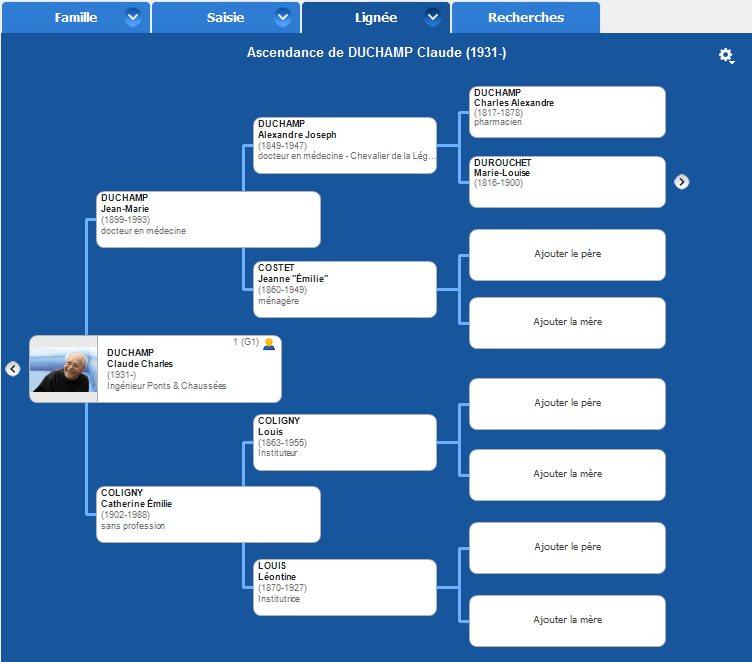 Famille
Saisie
Lignée
Recherches
Ascendance de DUCHAMP Claude (1931-)
DUCHAMP
Charles Alexandre
(1817-1878)
pharmacien
DUCHAMP
Alexandre Joseph
(1849-1947)
docteur en médecine - Chevalier de la Lég...
DUROUCHET
Marie-Louise
(1816-1900)
DUCHAMP
Jean-Marie
(1899-1993)
docteur en médecine
Ajouter le père
COSTET
Jeanne "Émilie"
(1860-1949)
ménagère
Ajouter la mère
1 (G1)
DUCHAMP
Claude Charles
(1931-)
Ingénieur Ponts & Chaussées
Ajouter le père
COLIGNY
Louis
(1863-1955)
Instituteur
Ajouter la mère
COLIGNY
Catherine Émilie
(1902-1988)
sans profession
Ajouter le père
LOUIS
Léontine
(1870-1927)
Institutrice
Ajouter la mère